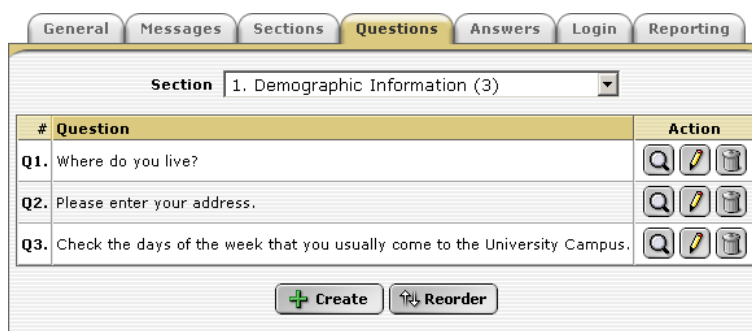 General Messages Sections Questions Answers Login Reporting
Section 1. Demographic Information (3)
# Question Action
Q1. Where do you live?
Q2. Please enter your address.
Q3. Check the days of the week that you usually come to the University Campus.
Create Reorder